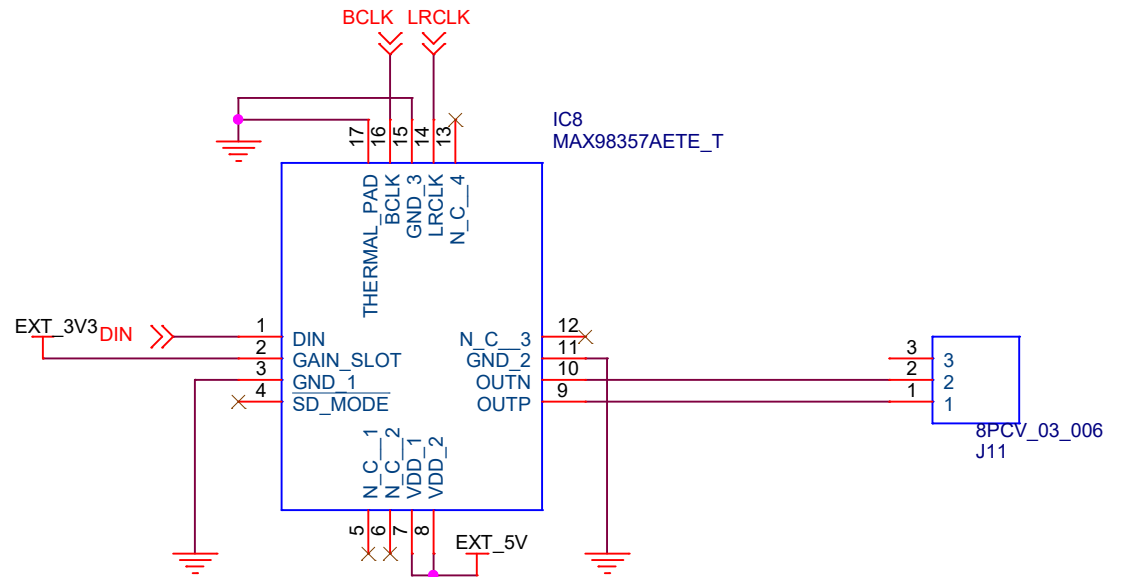 BCLK LRCLK
IC8
MAX98357AETE_T
17 16 15 14 13
THERMAL_PAD
BCLK
GND_3
LRCLK
N_C__4
EXT_3V3
DIN
1 DIN
2 GAIN_SLOT
3 GND_1
4 SD_MODE
N_C__3 12
GND_2 11
OUTN 10
OUTP 9
3 3
2 2
1 1
8PCV_03_006
J11
N_C__1
N_C__2
VDD_1
VDD_2
5 6 7 8
EXT_5V